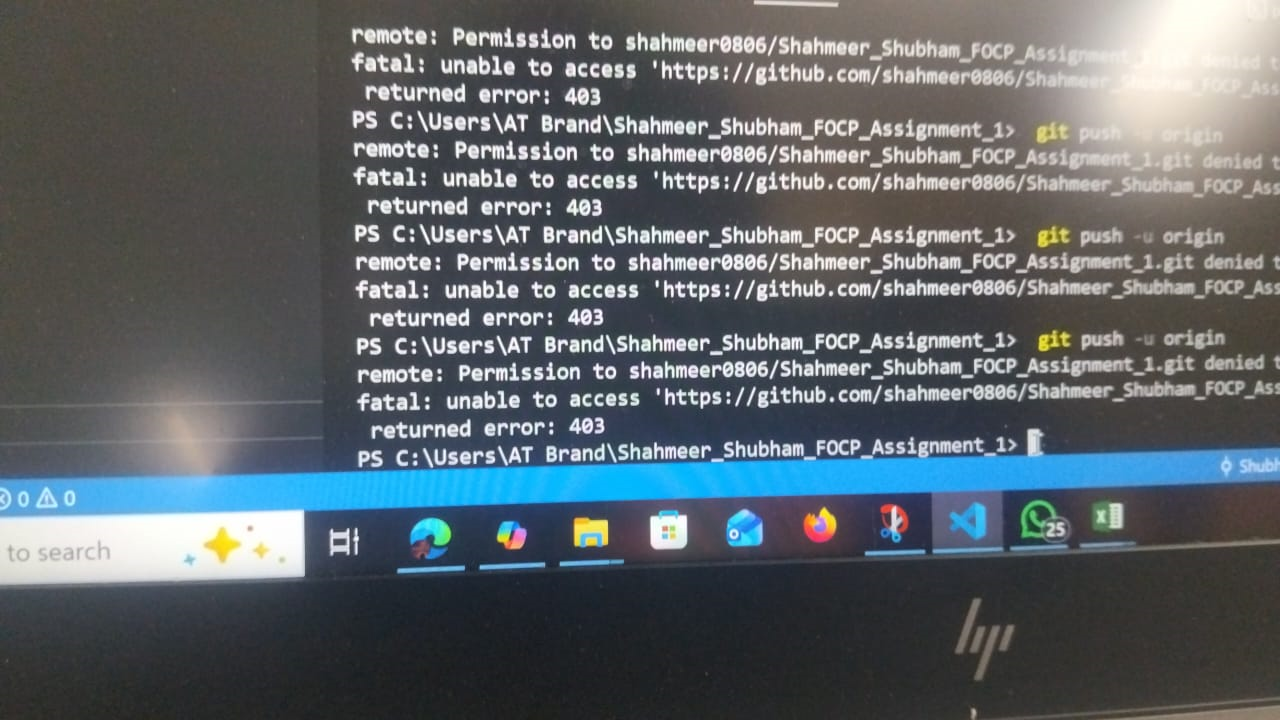 remote: Permission to shahmeer0806/Shahmeer_Shubham_FOCP_Assignment_1.git denied t
fatal: unable to access 'https://github.com/shahmeer0806/Shahmeer_Shubham_FOCP_Ass
returned error: 403
PS C:\Users\AT Brand\Shahmeer_Shubham_FOCP_Assignment_1> git push -u origin
remote: Permission to shahmeer0806/Shahmeer_Shubham_FOCP_Assignment_1.git denied t
fatal: unable to access 'https://github.com/shahmeer0806/Shahmeer_Shubham_FOCP_Ass
returned error: 403
PS C:\Users\AT Brand\Shahmeer_Shubham_FOCP_Assignment_1> git push -u origin
remote: Permission to shahmeer0806/Shahmeer_Shubham_FOCP_Assignment_1.git denied t
fatal: unable to access 'https://github.com/shahmeer0806/Shahmeer_Shubham_FOCP_Ass
returned error: 403
PS C:\Users\AT Brand\Shahmeer_Shubham_FOCP_Assignment_1> git push -u origin
remote: Permission to shahmeer0806/Shahmeer_Shubham_FOCP_Assignment_1.git denied t
fatal: unable to access 'https://github.com/shahmeer0806/Shahmeer_Shubham_FOCP_Ass
returned error: 403
PS C:\Users\AT Brand\Shahmeer_Shubham_FOCP_Assignment_1>
0 0 Shubh
to search
25
hp